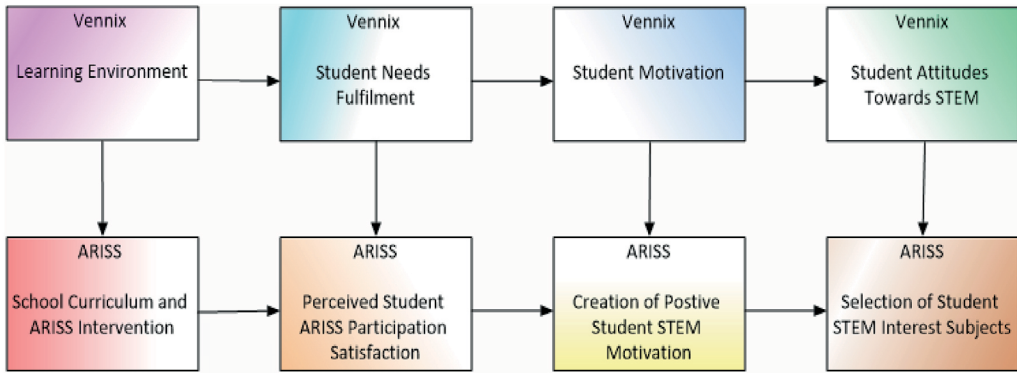 Vennix
Learning Environment
Vennix
Student Needs
Fulfilment
Vennix
Student Motivation
Vennix
Student Attitudes
Towards STEM
ARISS
School Curriculum and
ARISS Intervention
ARISS
Perceived Student
ARISS Participation
Satisfaction
ARISS
Creation of Postive
Student STEM
Motivation
ARISS
Selection of Student
STEM Interest Subjects